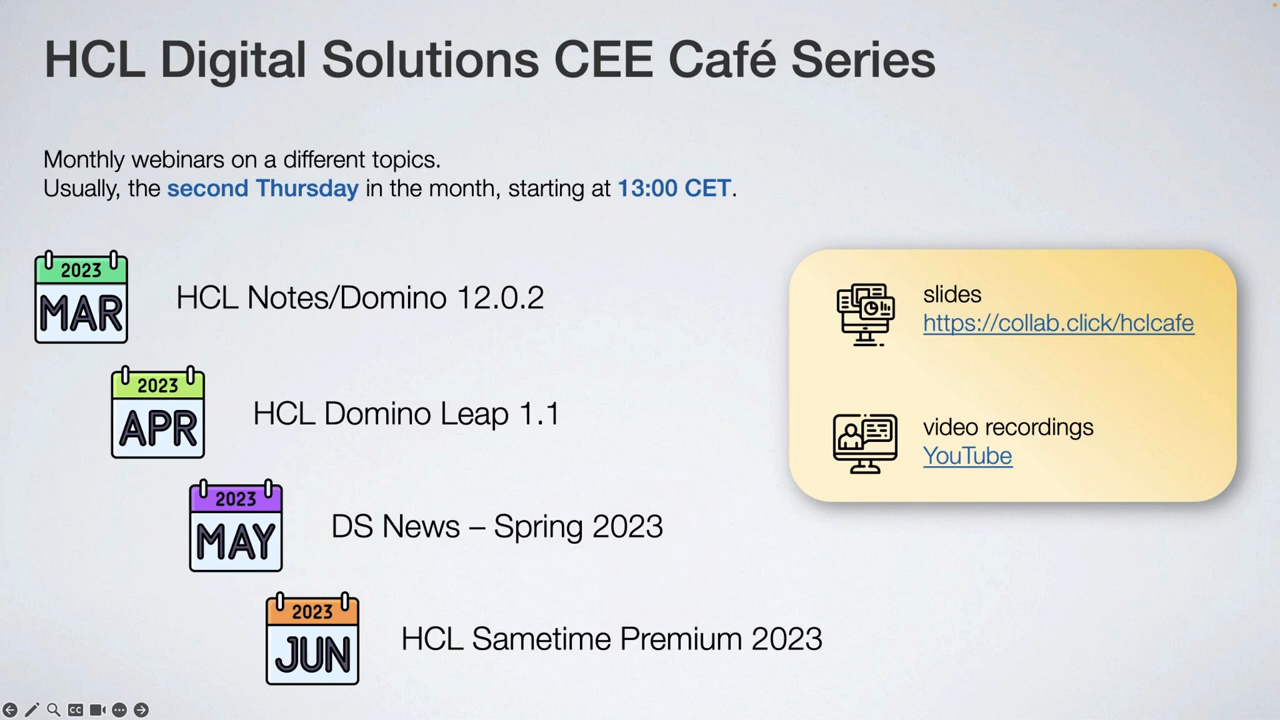 HCL Digital Solutions CEE Café Series
Monthly webinars on a different topics.
Usually, the second Thursday in the month, starting at 13:00 CET.
2023
MAR
HCL Notes/Domino 12.0.2
2023
APR
HCL Domino Leap 1.1
2023
MAY
DS News – Spring 2023
2023
JUN
HCL Sametime Premium 2023
slides
https://collab.click/hclcafe
video recordings
YouTube
CC